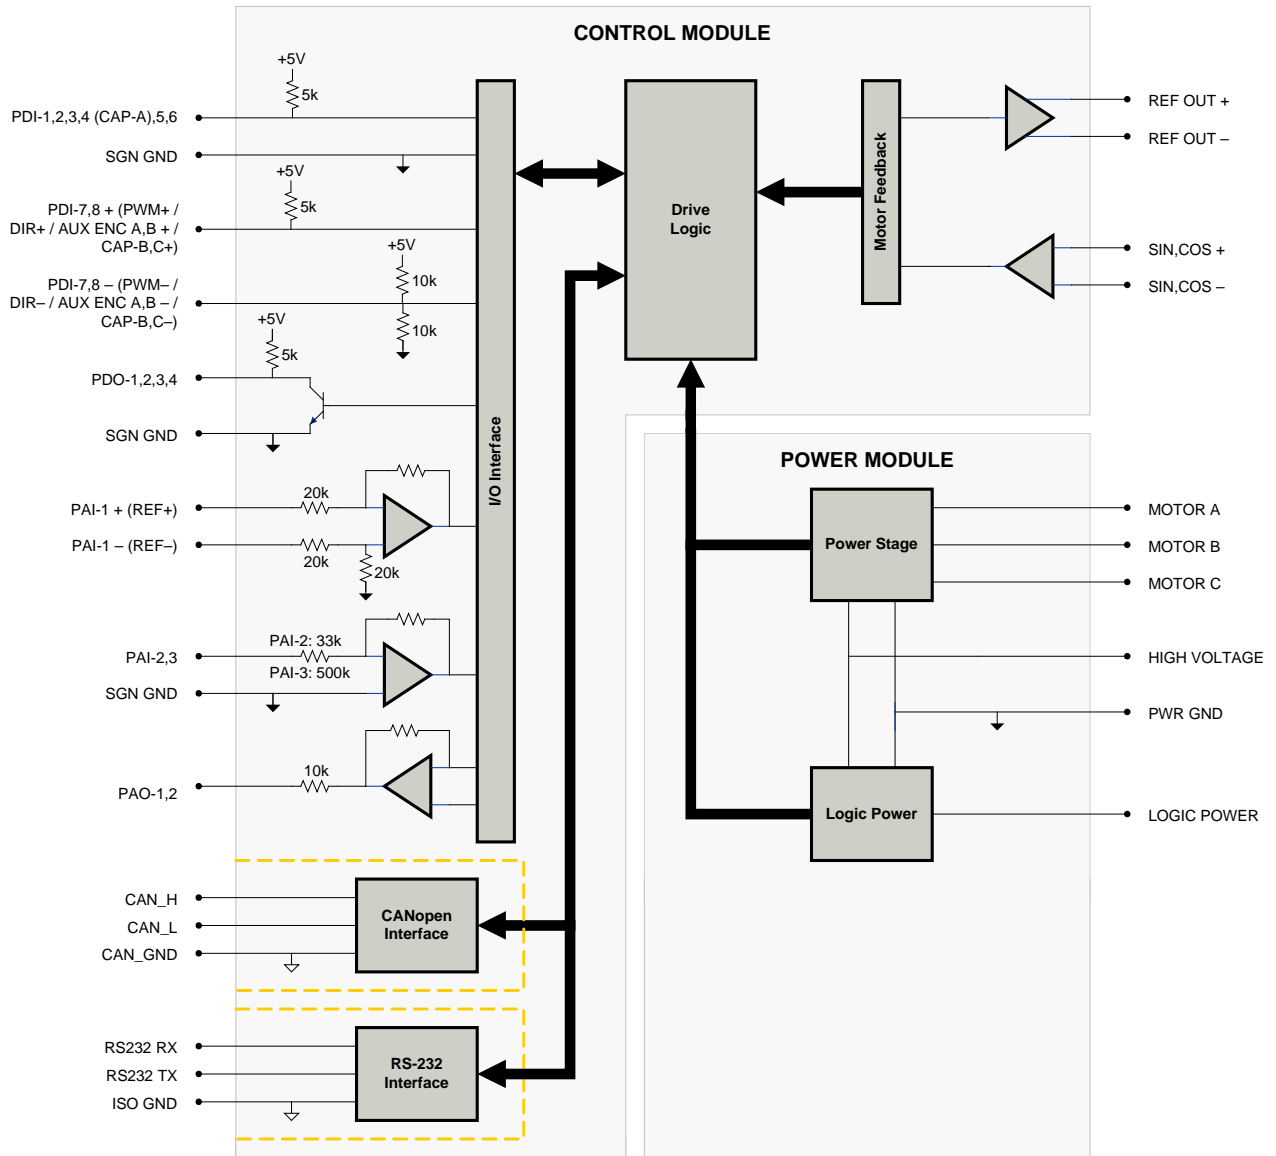 CONTROL MODULE
+5V
5k
PDI-1,2,3,4 (CAP-A),5,6
SGN GND
+5V
5k
PDI-7,8 + (PWM+ /
DIR+ / AUX ENC A,B + /
CAP-B,C+)
+5V
10k
PDI-7,8 – (PWM– /
DIR– / AUX ENC A,B – /
CAP-B,C–)
10k
+5V
5k
PDO-1,2,3,4
SGN GND
20k
PAI-1 + (REF+)
PAI-1 – (REF–)
20k
20k
PAI-2: 33k
PAI-2,3
PAI-3: 500k
SGN GND
10k
PAO-1,2
I/O Interface
Drive
Logic
Motor Feedback
REF OUT +
REF OUT –
SIN,COS +
SIN,COS –
CAN_H
CAN_L
CAN_GND
CANopen
Interface
RS232 RX
RS232 TX
ISO GND
RS-232
Interface
POWER MODULE
Power Stage
MOTOR A
MOTOR B
MOTOR C
HIGH VOLTAGE
PWR GND
Logic Power
LOGIC POWER